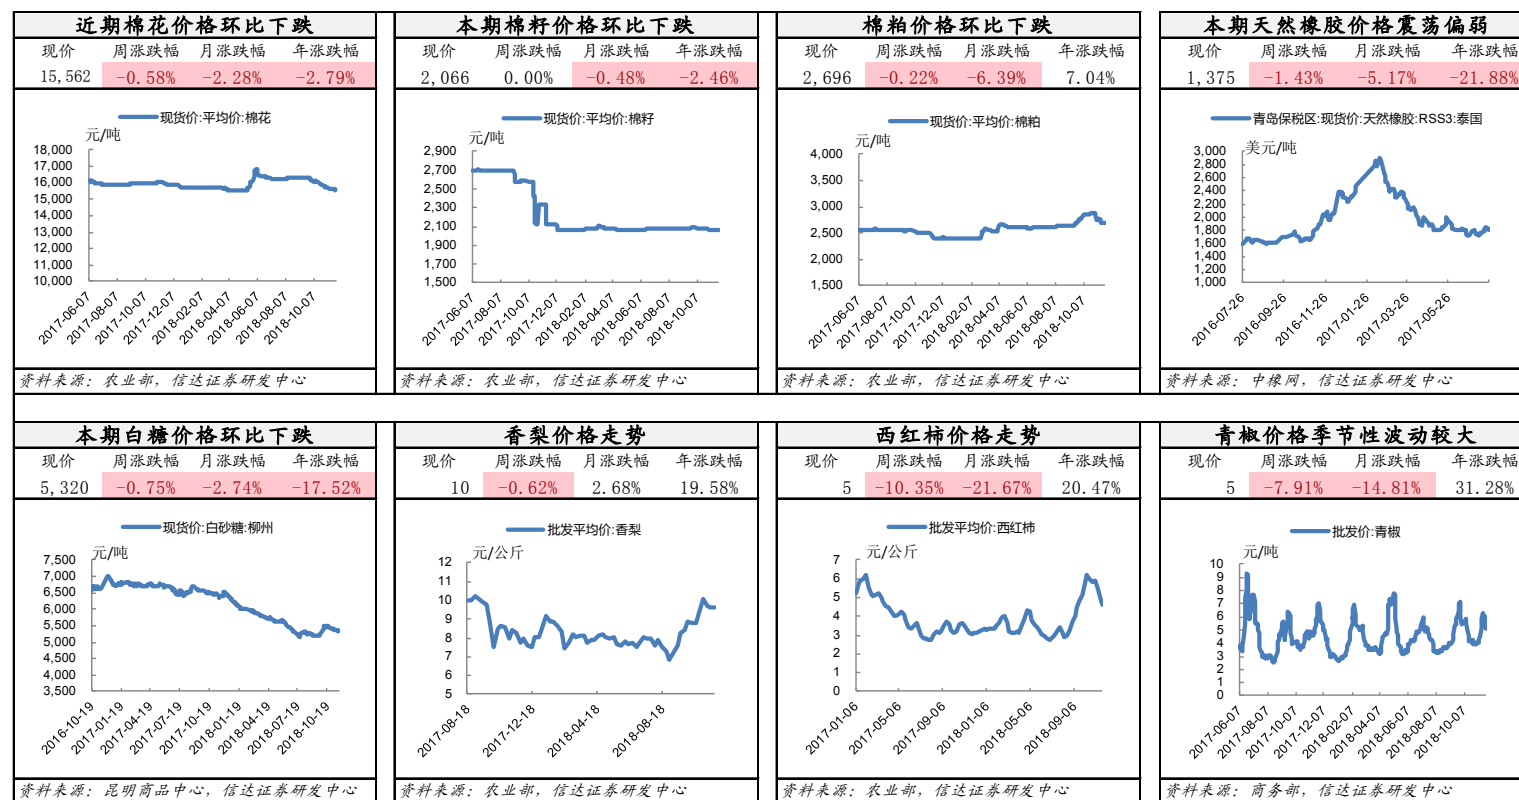 近期棉花价格环比下跌
现价 周涨跌幅 月涨跌幅 年涨跌幅
15,562 -0.58% -2.28% -2.79%
现货价:平均价:棉花
元/吨
18,000
17,000
16,000
15,000
14,000
13,000
12,000
11,000
10,000
2017-06-07
2017-08-07
2017-10-07
2017-12-07
2018-02-07
2018-04-07
2018-06-07
2018-08-07
2018-10-07
资料来源：农业部，信达证券研发中心
本期棉籽价格环比下跌
现价 周涨跌幅 月涨跌幅 年涨跌幅
2,066 0.00% -0.48% -2.46%
现货价:平均价:棉籽
元/吨
2,900
2,700
2,500
2,300
2,100
1,900
1,700
1,500
2017-06-07
2017-08-07
2017-10-07
2017-12-07
2018-02-07
2018-04-07
2018-06-07
2018-08-07
2018-10-07
资料来源：农业部，信达证券研发中心
棉粕价格环比下跌
现价 周涨跌幅 月涨跌幅 年涨跌幅
2,696 -0.22% -6.39% 7.04%
现货价:平均价:棉粕
元/吨
4,000
3,500
3,000
2,500
2,000
1,500
2017-06-07
2017-08-07
2017-10-07
2017-12-07
2018-02-07
2018-04-07
2018-06-07
2018-08-07
2018-10-07
资料来源：农业部，信达证券研发中心
本期天然橡胶价格震荡偏弱
现价 周涨跌幅 月涨跌幅 年涨跌幅
1,375 -1.43% -5.17% -21.88%
青岛保税区:现货价:天然橡胶:RSS3:泰国
美元/吨
3,000
2,800
2,600
2,400
2,200
2,000
1,800
1,600
1,400
1,200
1,000
2016-07-26
2016-09-26
2016-11-26
2017-01-26
2017-03-26
2017-05-26
资料来源：中橡网，信达证券研发中心
本期白糖价格环比下跌
现价 周涨跌幅 月涨跌幅 年涨跌幅
5,320 -0.75% -2.74% -17.52%
现货价:白砂糖:柳州
元/吨
7,500
7,000
6,500
6,000
5,500
5,000
4,500
4,000
3,500
2016-10-19
2017-01-19
2017-04-19
2017-07-19
2017-10-19
2018-01-19
2018-04-19
2018-07-19
2018-10-19
资料来源：昆明商品中心，信达证券研发中心
香梨价格走势
现价 周涨跌幅 月涨跌幅 年涨跌幅
10 -0.62% 2.68% 19.58%
批发平均价:香梨
元/公斤
12
11
10
9
8
7
6
5
2017-08-18
2017-12-18
2018-04-18
2018-08-18
资料来源：农业部，信达证券研发中心
西红柿价格走势
现价 周涨跌幅 月涨跌幅 年涨跌幅
5 -10.35% -21.67% 20.47%
批发平均价:西红柿
元/公斤
7
6
5
4
3
2
1
0
2017-01-06
2017-05-06
2017-09-06
2018-01-06
2018-05-06
2018-09-06
资料来源：农业部，信达证券研发中心
青椒价格季节性波动较大
现价 周涨跌幅 月涨跌幅 年涨跌幅
5 -7.91% -14.81% 31.28%
批发价:青椒
元/吨
10
9
8
7
6
5
4
3
2
1
0
2017-06-07
2017-08-07
2017-10-07
2017-12-07
2018-02-07
2018-04-07
2018-06-07
2018-08-07
2018-10-07
资料来源：商务部，信达证券研发中心